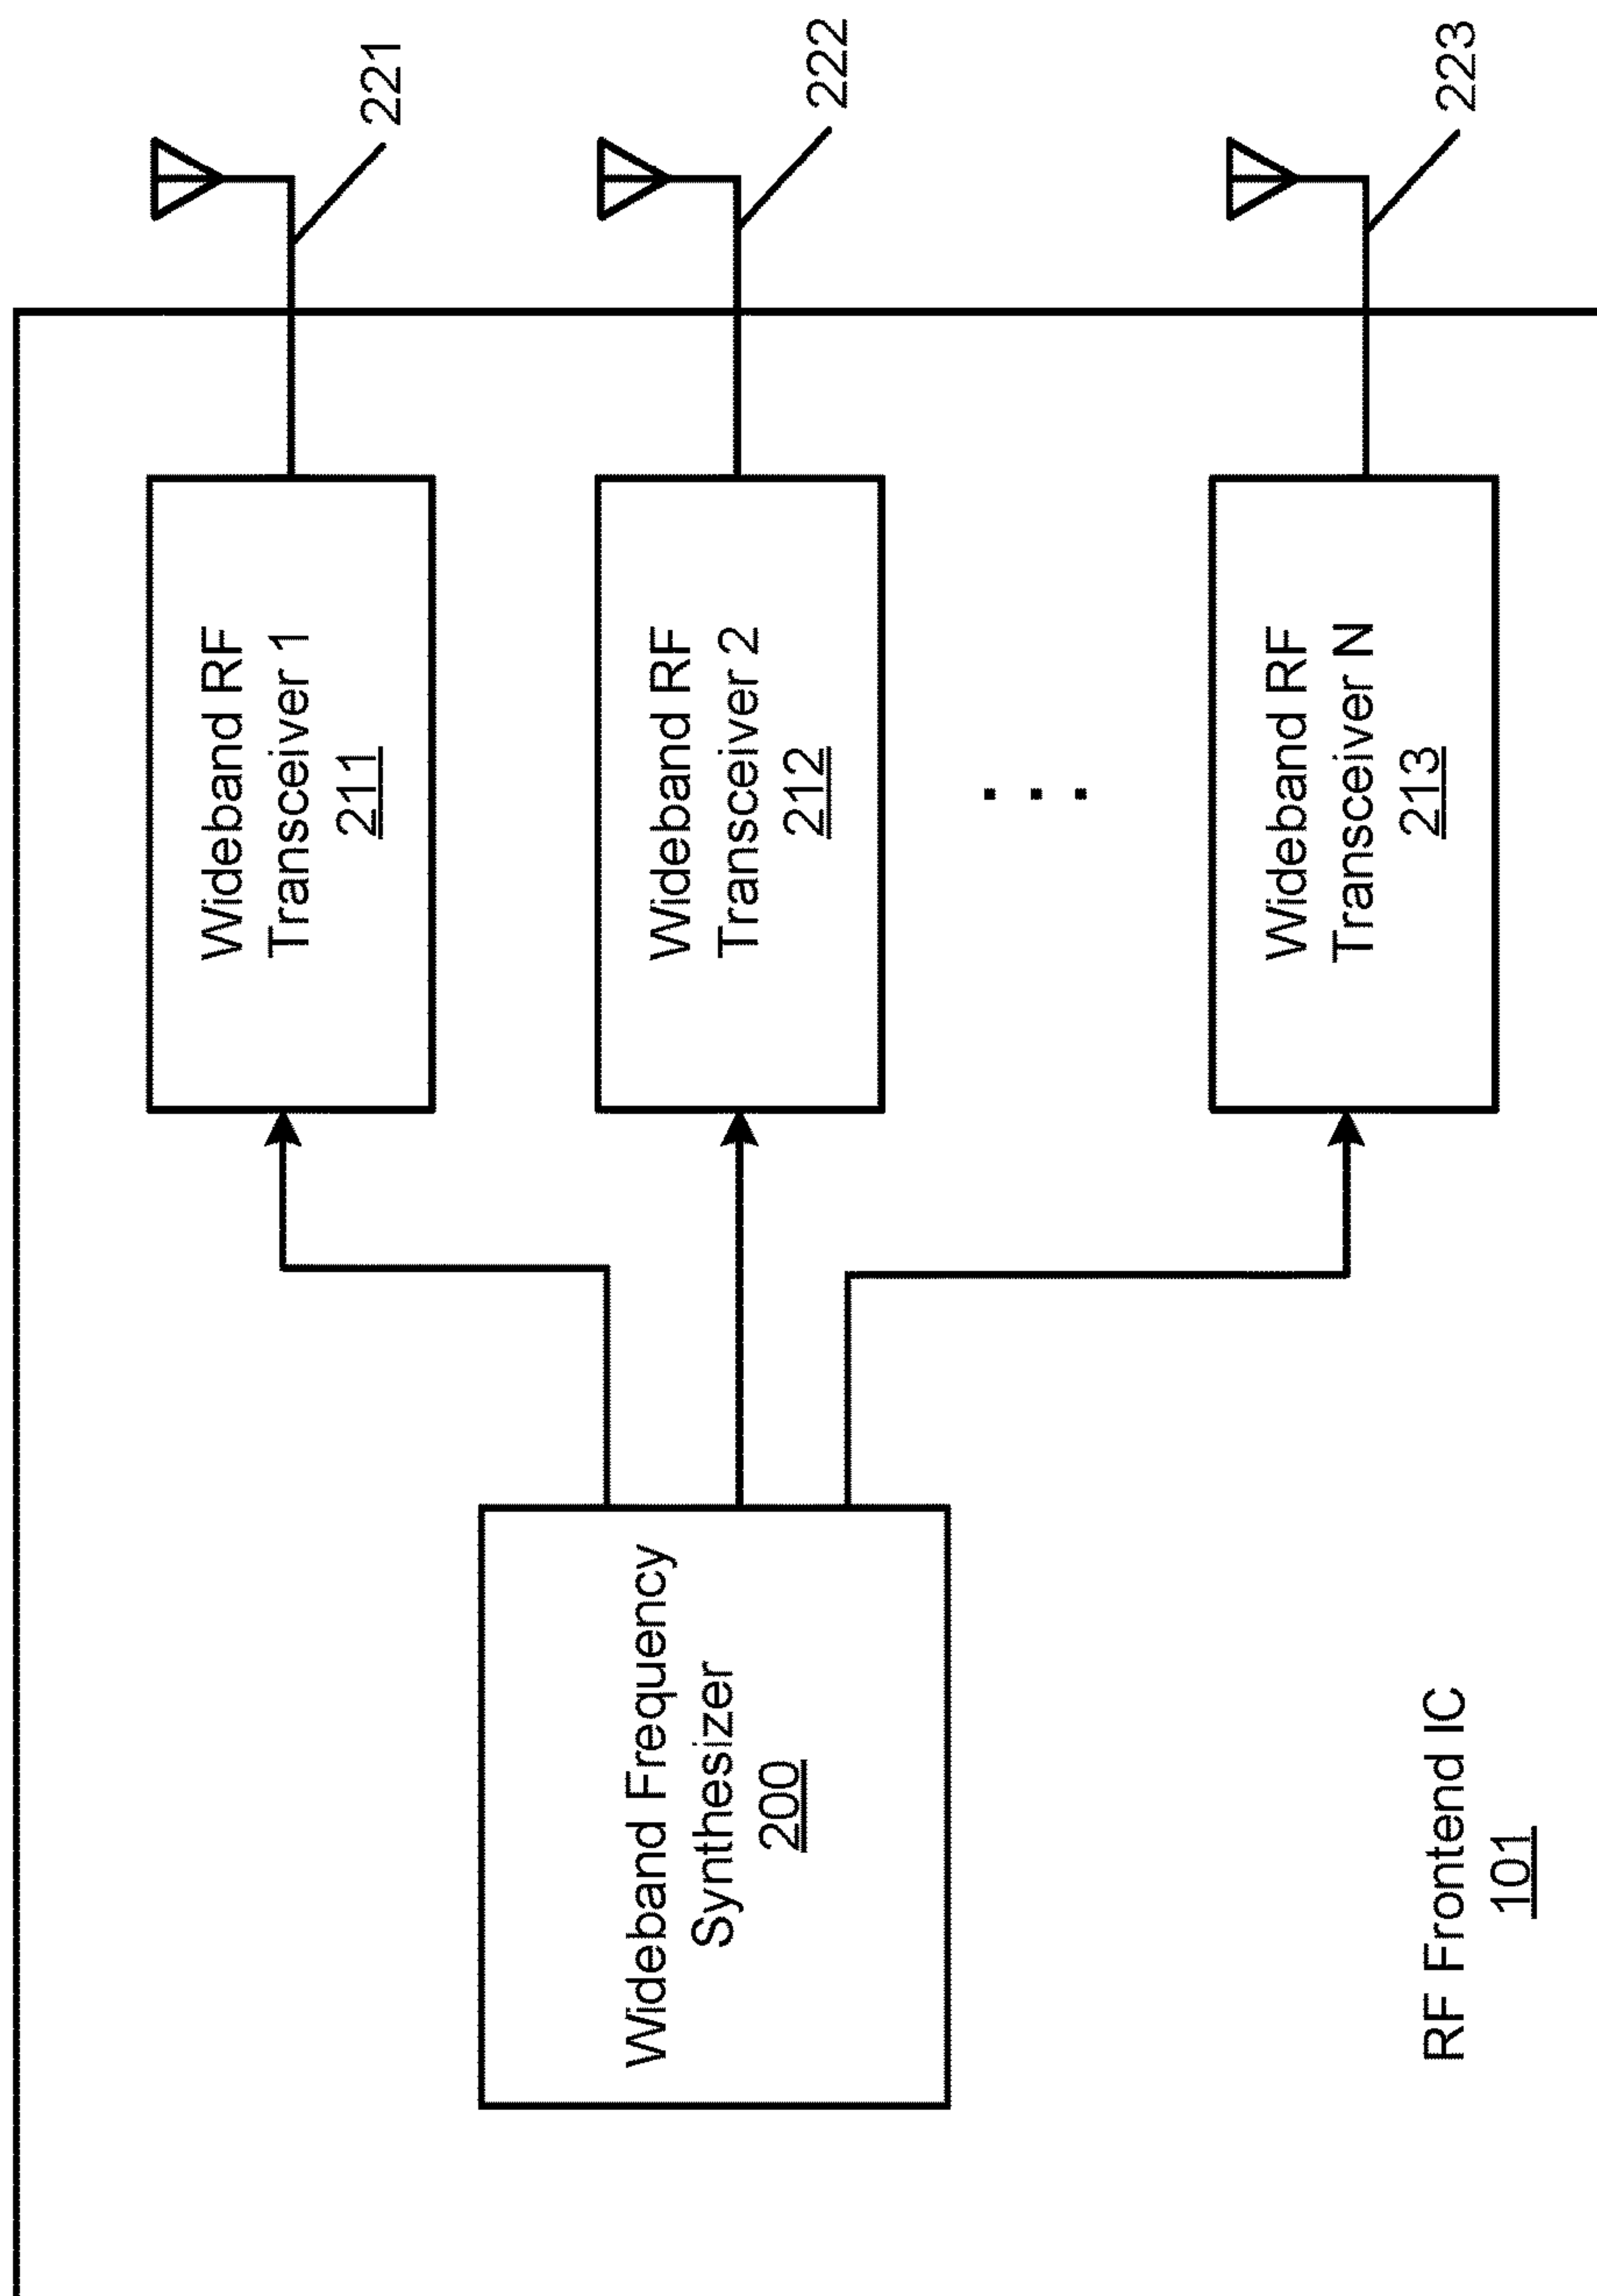 Wideband RF
Transceiver 1
211
221
Wideband RF
Transceiver 2
212
222
Wideband Frequency
Synthesizer
200
. . .
Wideband RF
Transceiver N
213
223
RF Frontend IC
101